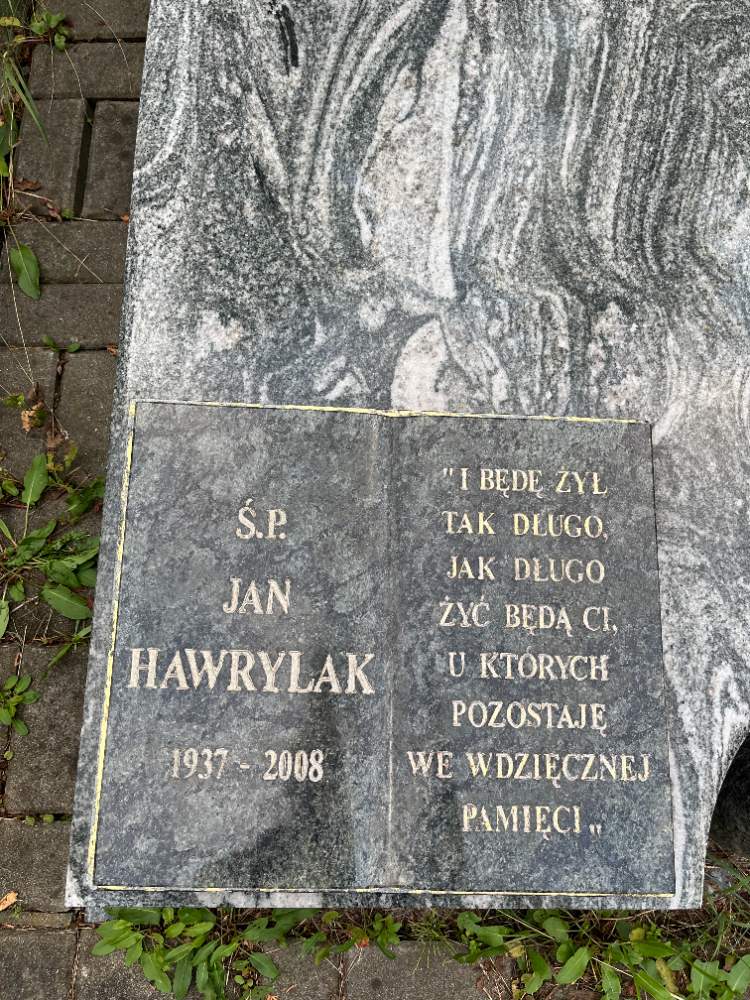 Ś.P.
JAN
HAWRYLAK
1937 - 2008
"I BĘDĘ ŻYŁ
TAK DŁUGO,
JAK DŁUGO
ŻYĆ BĘDĄ CI,
U KTÓRYCH
POZOSTAJĘ
WE WDZIĘCZNEJ
PAMIĘCI „